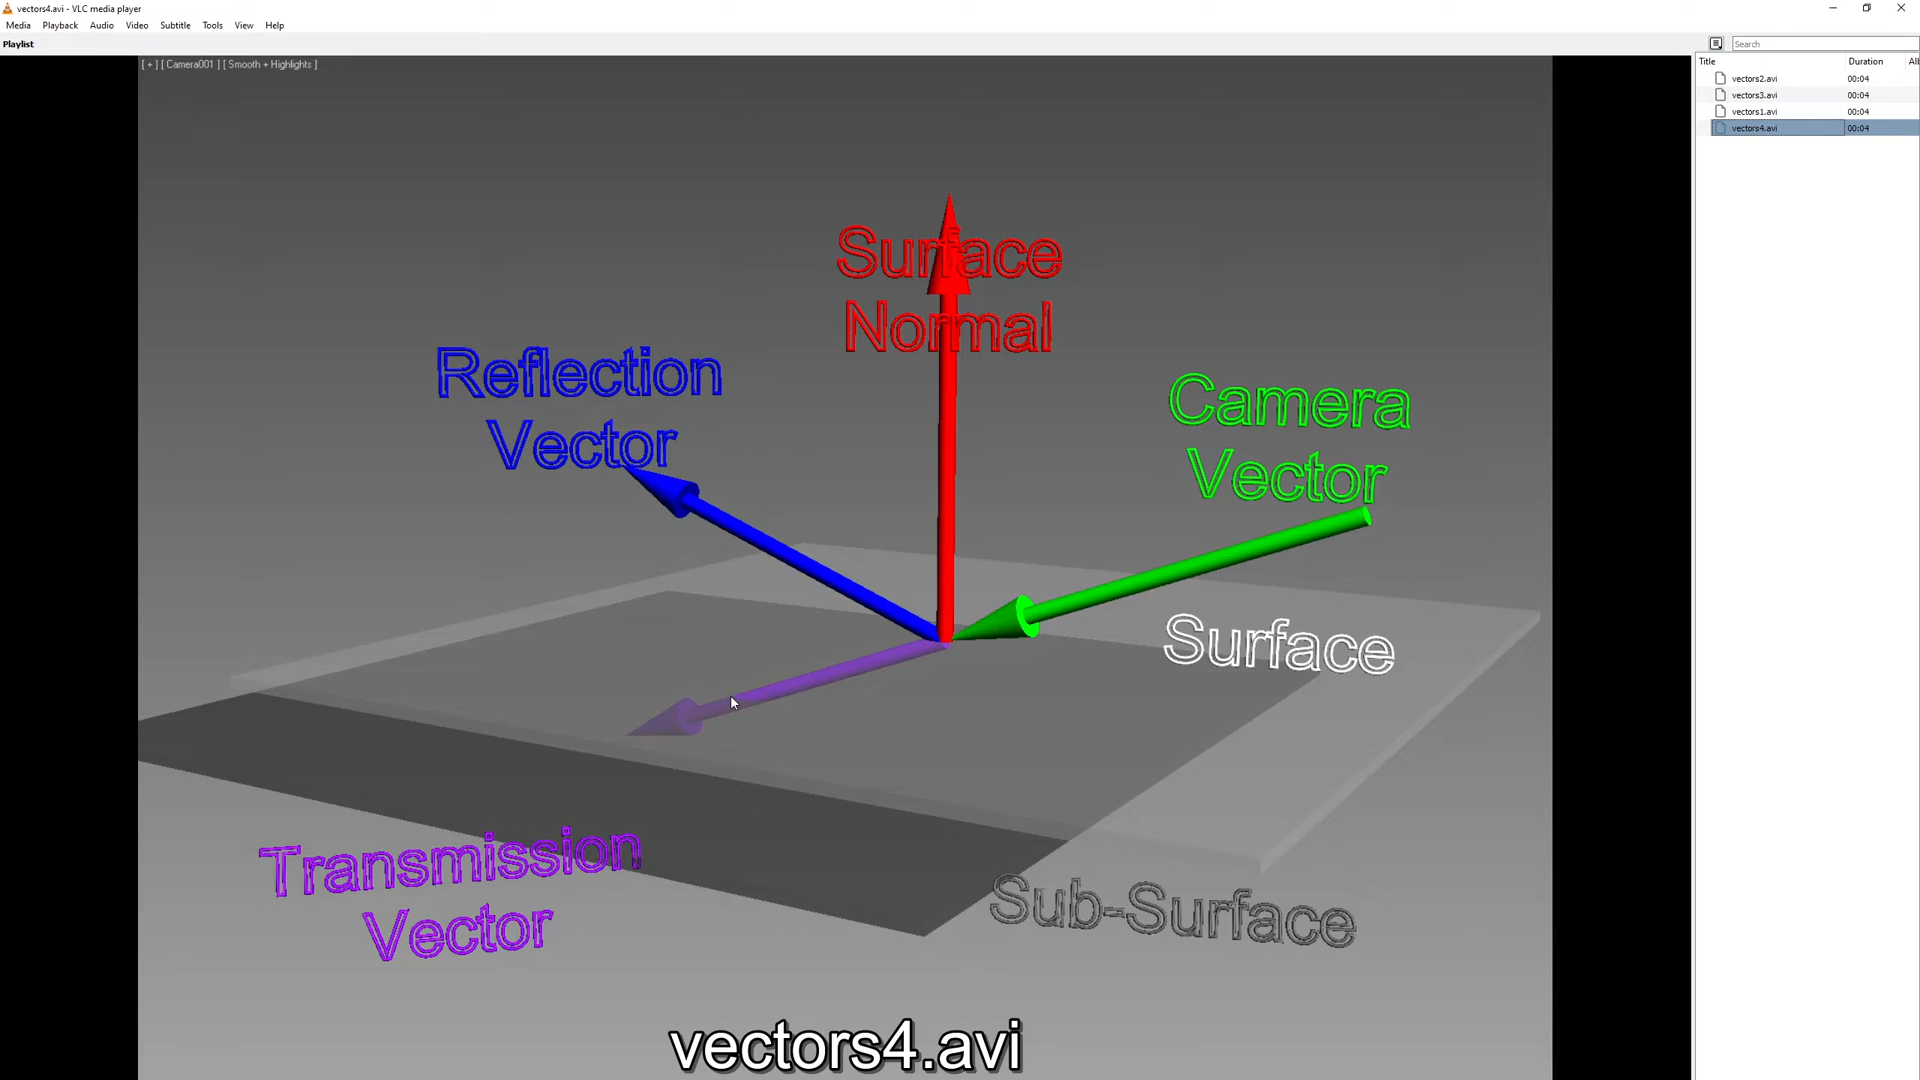 vectors4.avi - VLC media player
Media Playback Audio Video Subtitle Tools View Help
Playlist
Search
[ + ] [ Camera001 ] [ Smooth + Highlights ]
Title Duration Alb
vectors2.avi 00:04
vectors3.avi 00:04
vectors1.avi 00:04
vectors4.avi 00:04
Surface
Normal
Reflection
Vector
Camera
Vector
Surface
Transmission
Vector
Sub-Surface
vectors4.avi